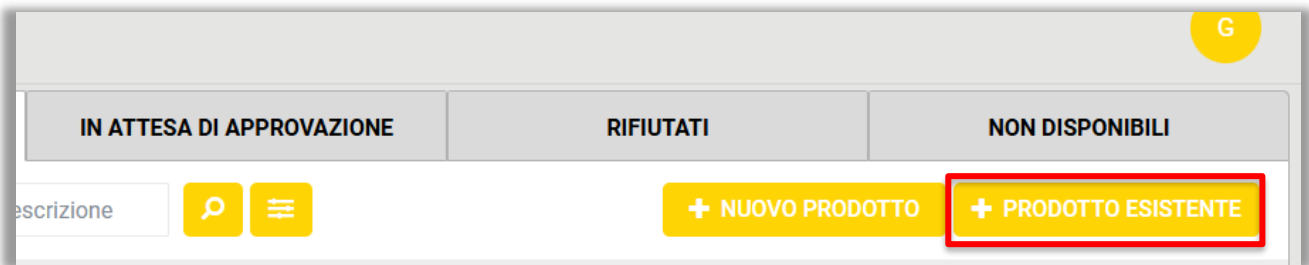 G
IN ATTESA DI APPROVAZIONE RIFIUTATI NON DISPONIBILI
escrizione NUOVO PRODOTTO PRODOTTO ESISTENTE